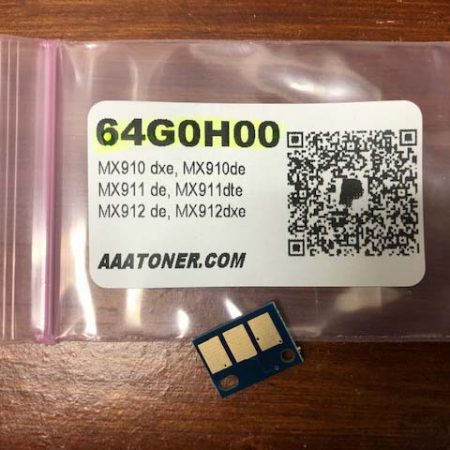 64G0H00
MX910 dxe, MX910de
MX911 de, MX911dte
MX912 de, MX912dxe
AAATONER.COM